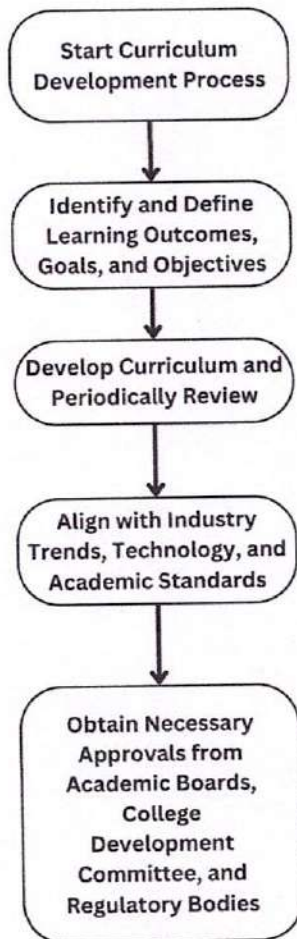 Start Curriculum
Development Process
Identify and Define
Learning Outcomes,
Goals, and Objectives
Develop Curriculum and
Periodically Review
Align with Industry
Trends, Technology, and
Academic Standards
Obtain Necessary
Approvals from
Academic Boards,
College
Development
Committee, and
Regulatory Bodies